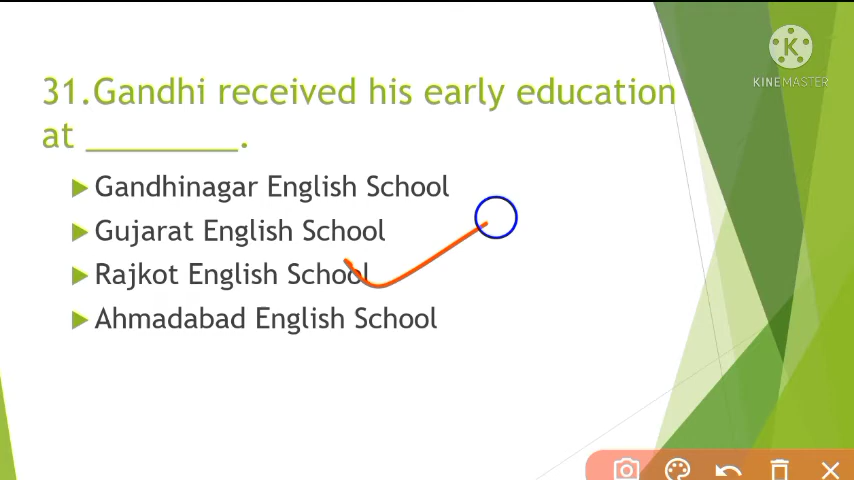 31.Gandhi received his early education
at ________.
Gandhinagar English School
Gujarat English School
Rajkot English School
Ahmadabad English School
K
KINEMASTER